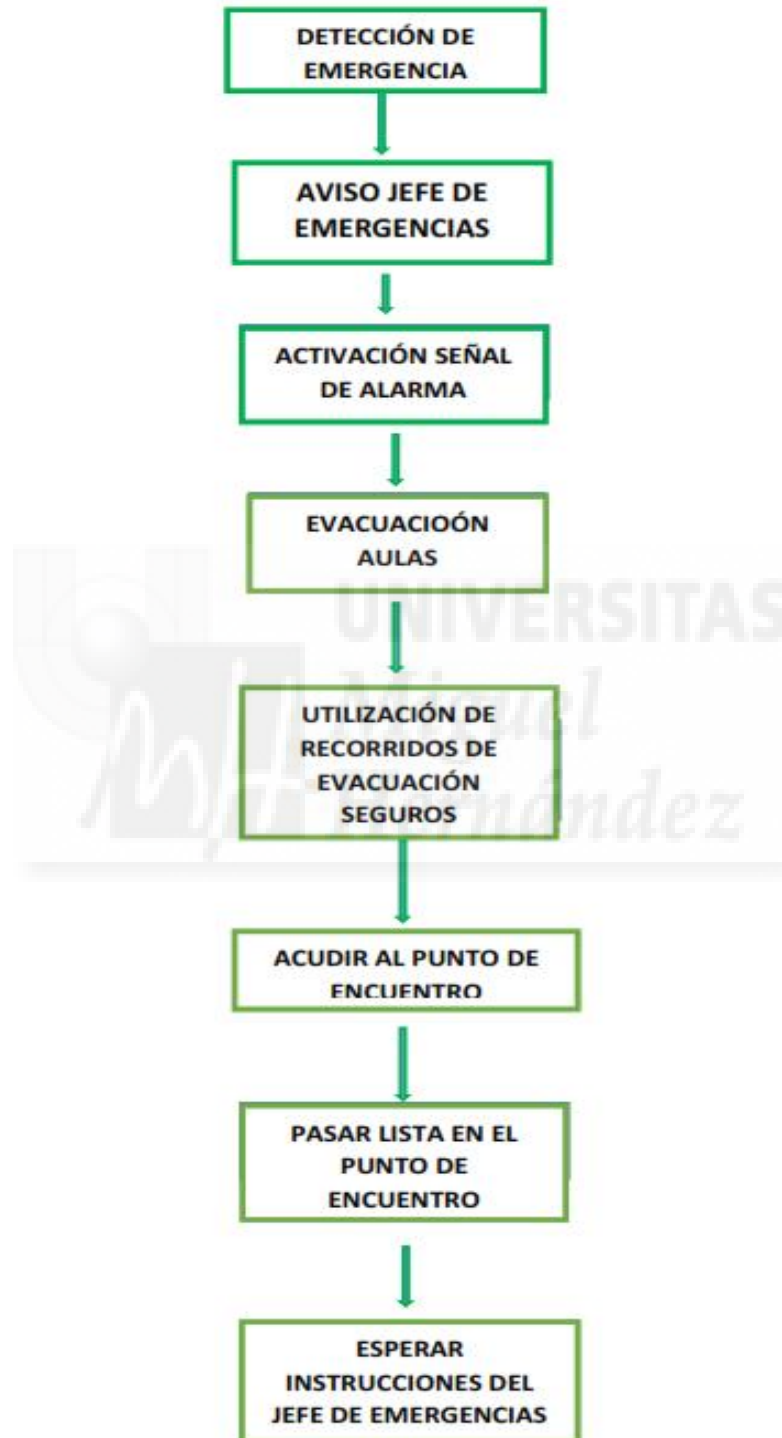 DETECCIÓN DE
EMERGENCIA
AVISO JEFE DE
EMERGENCIAS
ACTIVACIÓN SEÑAL
DE ALARMA
EVACUACIOÓN
AULAS
UNIVERSITAS
Miguel
Hernández
UTILIZACIÓN DE
RECORRIDOS DE
EVACUACIÓN
SEGUROS
ACUDIR AL PUNTO DE
ENCUENTRO
PASAR LISTA EN EL
PUNTO DE
ENCUENTRO
ESPERAR
INSTRUCCIONES DEL
JEFE DE EMERGENCIAS